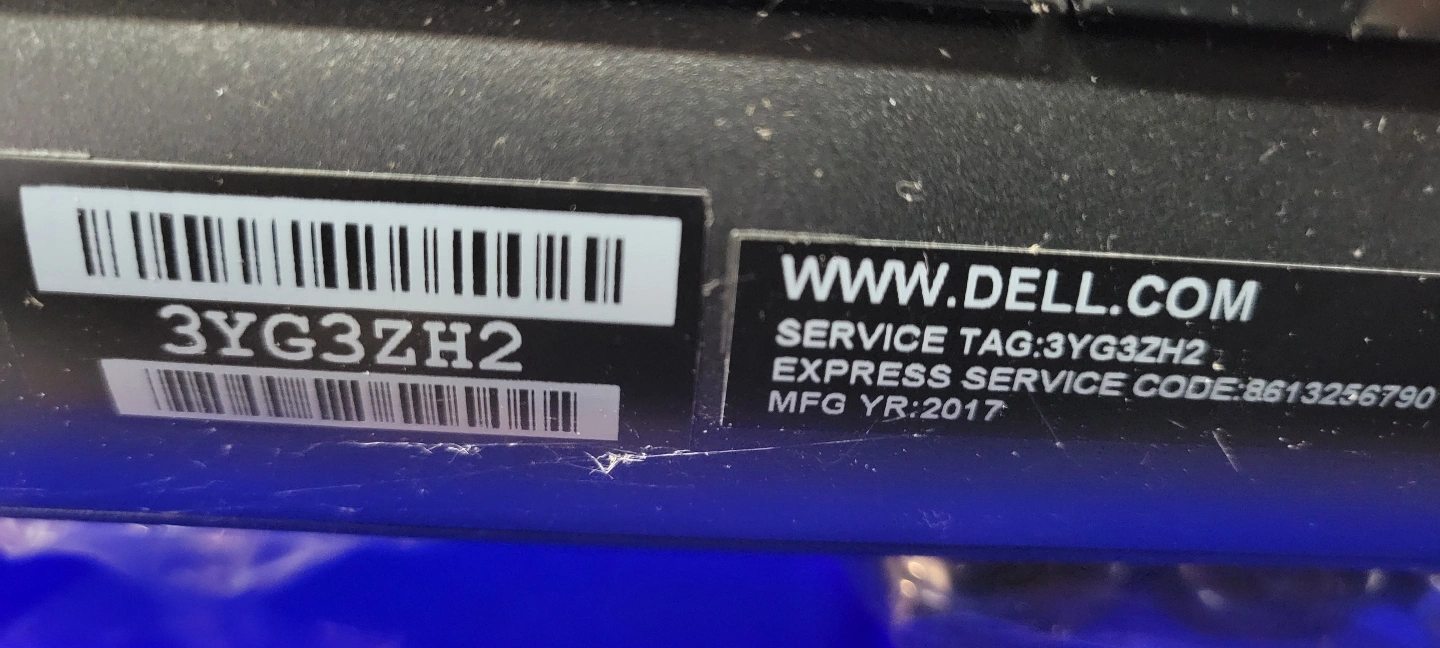 3YG3ZH2
WWW.DELL.COM
SERVICE TAG:3YG3ZH2
EXPRESS SERVICE CODE:8613256790
MFG YR:2017